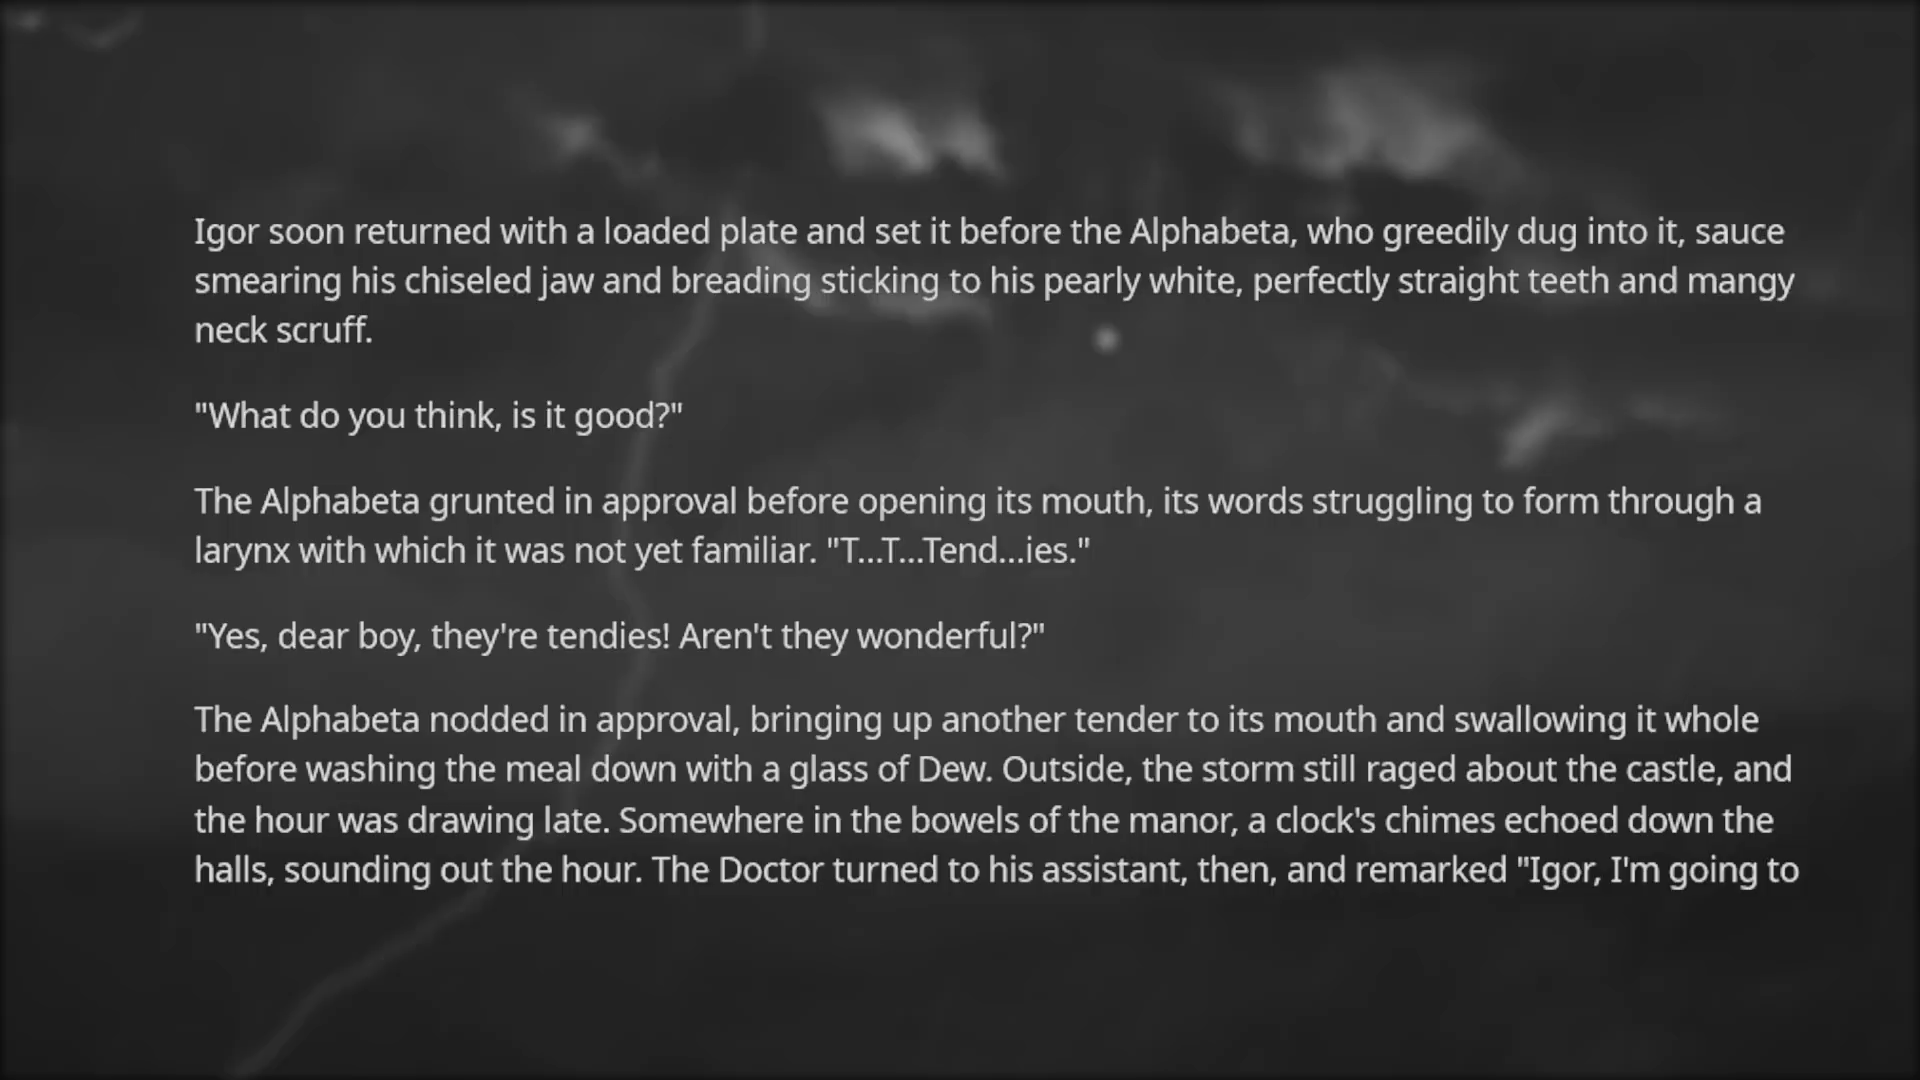 Igor soon returned with a loaded plate and set it before the Alphabeta, who greedily dug into it, sauce
smearing his chiseled jaw and breading sticking to his pearly white, perfectly straight teeth and mangy
neck scruff.
"What do you think, is it good?"
The Alphabeta grunted in approval before opening its mouth, its words struggling to form through a
larynx with which it was not yet familiar. "T...T...Tend...ies."
"Yes, dear boy, they're tendies! Aren't they wonderful?"
The Alphabeta nodded in approval, bringing up another tender to its mouth and swallowing it whole
before washing the meal down with a glass of Dew. Outside, the storm still raged about the castle, and
the hour was drawing late. Somewhere in the bowels of the manor, a clock's chimes echoed down the
halls, sounding out the hour. The Doctor turned to his assistant, then, and remarked "Igor, I'm going to